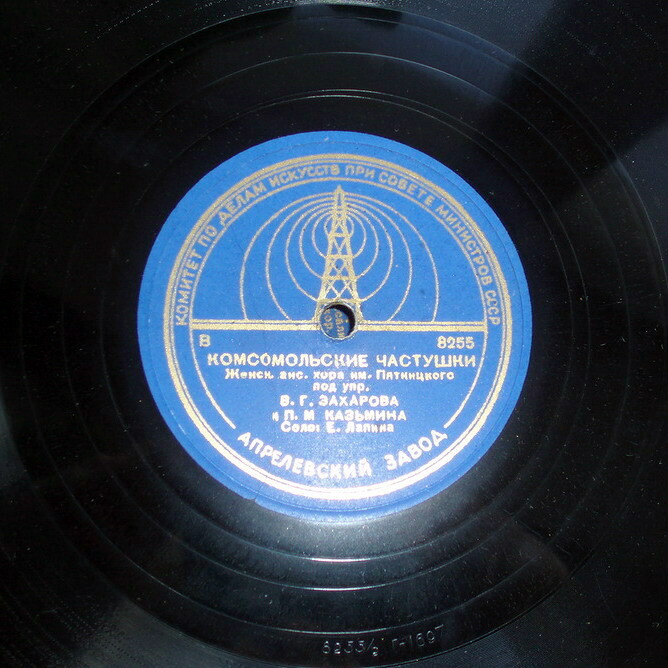 КОМИТЕТ ПО ДЕЛАМ ИСКУССТВ ПРИ СОВЕТЕ МИНИСТРОВ СССР
В 8255
КОМСОМОЛЬСКИЕ ЧАСТУШКИ
Женск. анс. хора им. Пятницкого
под упр.
В. Г. ЗАХАРОВА
и П. М КАЗЬМИНА
Соло: Е. Лапина
АПРЕЛЕВСКИЙ ЗАВОД